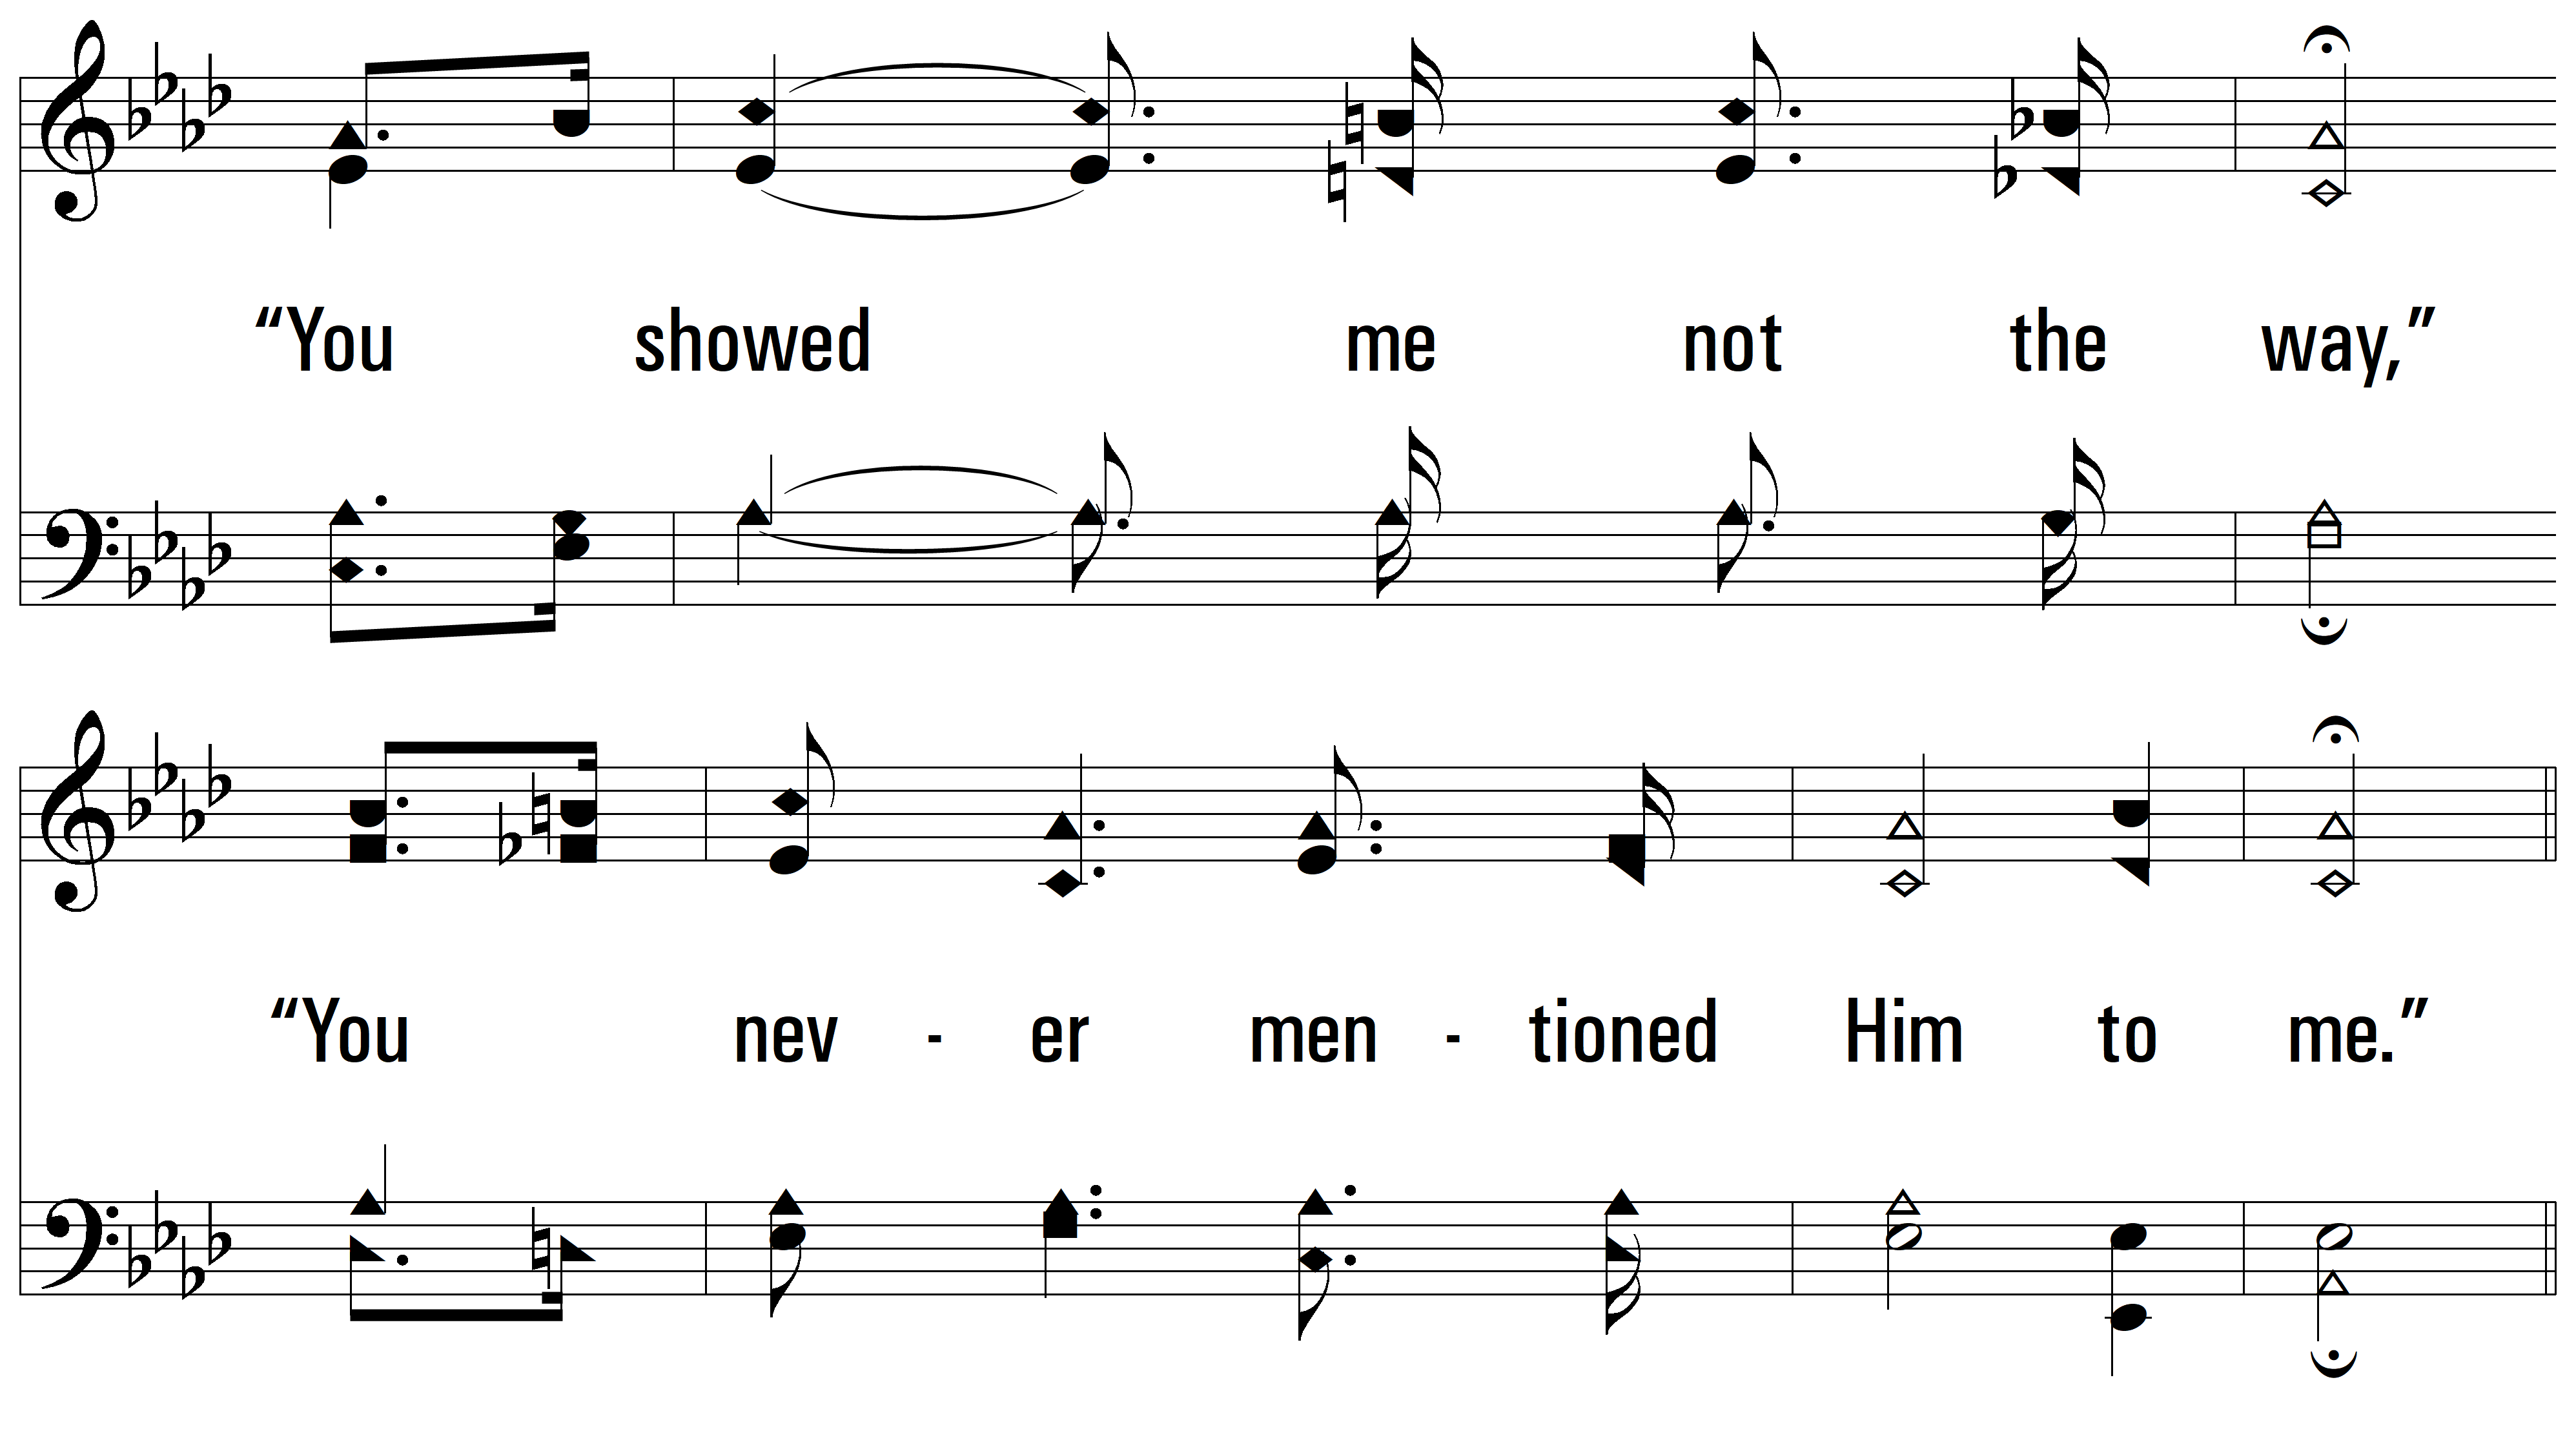 “You showed me not the way,”
“You nev - er men - tioned Him to me.”